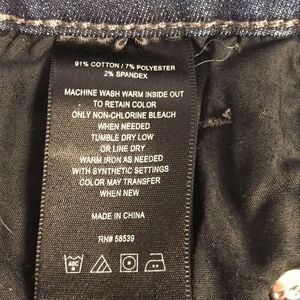 91% COTTON / 7% POLYESTER
2% SPANDEX
MACHINE WASH WARM INSIDE OUT
TO RETAIN COLOR
ONLY NON-CHLORINE BLEACH
WHEN NEEDED
TUMBLE DRY LOW
OR LINE DRY
WARM IRON AS NEEDED
WITH SYNTHETIC SETTINGS
COLOR MAY TRANSFER
WHEN NEW
MADE IN CHINA
RN# 58539